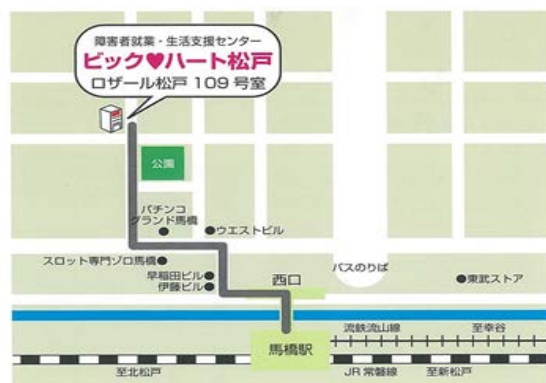 障害者就業・生活支援センター
ビック♥ハート松戸
ロザール松戸 109 号室
公園
パチンコ
グランド馬橋
ウエストビル
スロット専門ゾロ馬橋
早稲田ビル
伊藤ビル
西口
バスのりば
東武ストア
流鉄流山線
至幸谷
馬橋駅
至北松戸
JR 常磐線
至新松戸